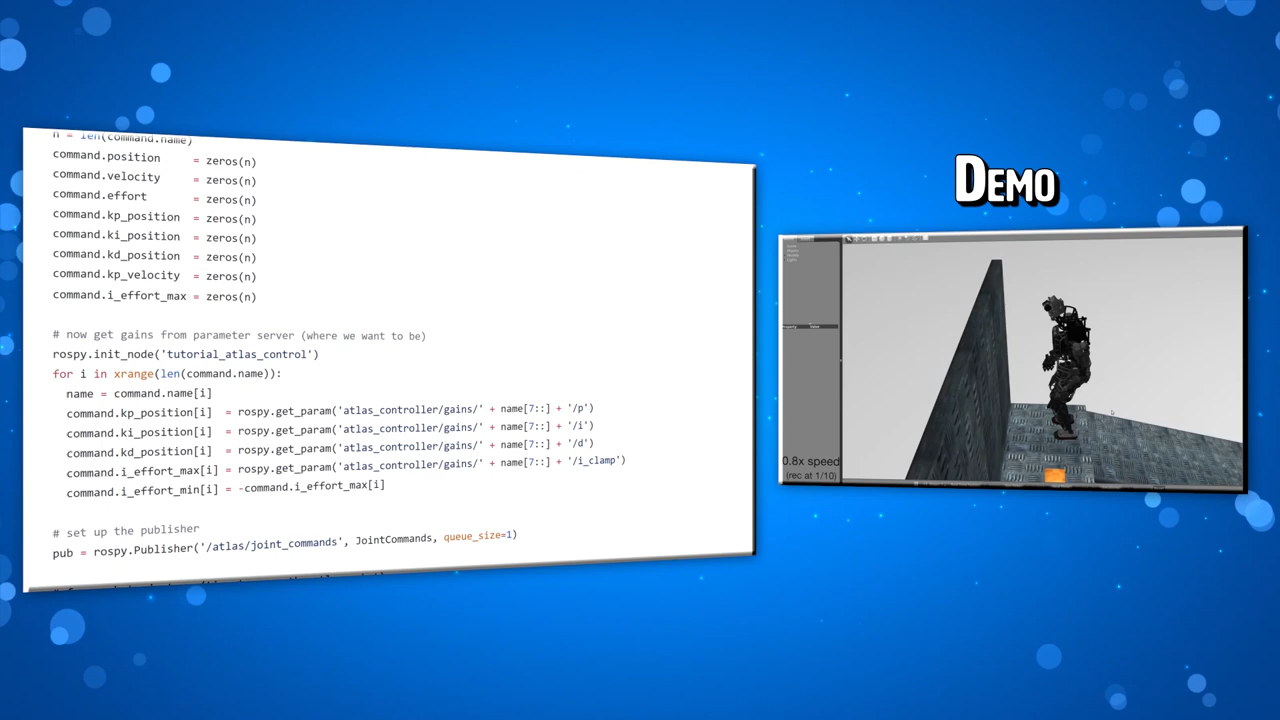 n = len(command.name)
command.position = zeros(n)
command.velocity = zeros(n)
command.effort = zeros(n)
command.kp_position = zeros(n)
command.ki_position = zeros(n)
command.kd_position = zeros(n)
command.kp_velocity = zeros(n)
command.i_effort_max = zeros(n)
# now get gains from parameter server (where we want to be)
rospy.init_node('tutorial_atlas_control')
for i in xrange(len(command.name)):
name = command.name[i]
command.kp_position[i] = rospy.get_param('atlas_controller/gains/' + name[7::] + '/p')
command.ki_position[i] = rospy.get_param('atlas_controller/gains/' + name[7::] + '/i')
command.kd_position[i] = rospy.get_param('atlas_controller/gains/' + name[7::] + '/d')
command.i_effort_max[i] = rospy.get_param('atlas_controller/gains/' + name[7::] + '/i_clamp')
command.i_effort_min[i] = -command.i_effort_max[i]
# set up the publisher
pub = rospy.Publisher('/atlas/joint_commands', JointCommands, queue_size=1)
Demo
Property Value
0.8x speed
(rec at 1/10)